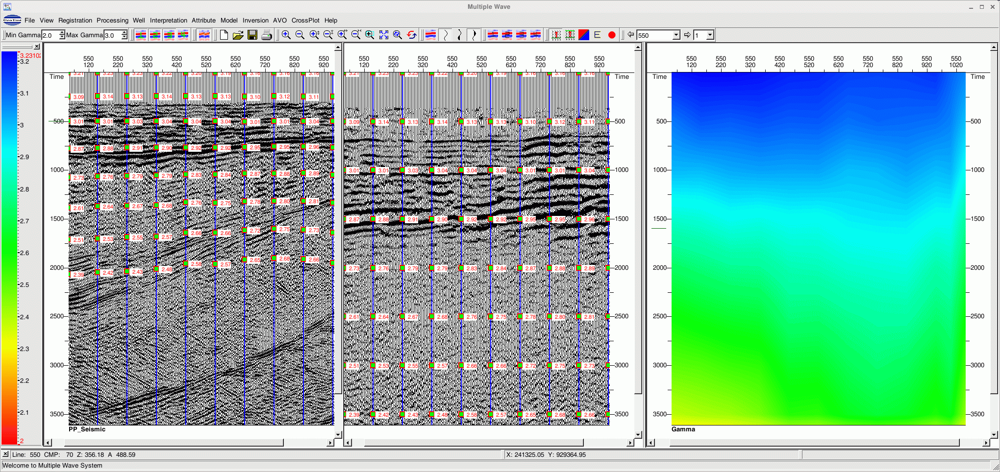 Multiple Wave
GeoEast File View Registration Processing Well Interpretation Attribute Model Inversion AVO CrossPlot Help
Min Gamma 2.0 Max Gamma 3.0 1 2 3 4 E 550 1
3.2310
3.2
3.1
3
2.9
2.8
2.7
2.6
2.5
2.4
2.3
2.2
2.1
2
550 550 550 550 550 550 550 550 550
120 220 320 420 520 620 720 820 920
Time
3.21 3.23 3.23 3.22 3.20 3.19 3.16 3.16 3.16
3.09 3.14 3.13 3.14 3.13 3.13 3.10 3.12 3.11
500 3.01 3.01 3.03 3.04 3.04 3.04 3.01 3.01 3.04
2.87 2.88 2.91 2.90 2.92 2.92 2.95 2.95 2.96
1000 2.73 2.76 2.79 2.79 2.83 2.84 2.87 2.88 2.89
2.61 2.64 2.67 2.68 2.76 2.75 2.78 2.80 2.81
1500
2.51 2.53 2.55 2.57 2.66 2.66 2.72 2.75 2.73
2000 2.39 2.42 2.43 2.48 2.58 2.57 2.65 2.68 2.66
2500
3000
3500
PP_Seismic
550 550 550 550 550 550 550 550 550
120 220 320 420 520 620 720 820 920
Time
3.21 3.23 3.23 3.22 3.20 3.19 3.16 3.16 3.16
3.09 3.14 3.13 3.14 3.13 3.13 3.10 3.12 3.11 500
3.01 3.01 3.03 3.04 3.04 3.04 3.01 3.01 3.04 1000
2.87 2.88 2.91 2.90 2.92 2.92 2.95 2.95 2.96 1500
2.73 2.76 2.79 2.79 2.83 2.84 2.87 2.88 2.89 2000
2.61 2.64 2.67 2.68 2.76 2.75 2.78 2.80 2.81 2500
2.51 2.53 2.55 2.57 2.66 2.66 2.72 2.75 2.73 3000
2.39 2.42 2.43 2.48 2.58 2.57 2.65 2.68 2.66 3500
550 550 550 550 550 550 550 550 550 550
120 220 320 420 520 620 720 820 920 1020
Time Time
500 500
1000 1000
1500 1500
2000 2000
2500 2500
3000 3000
3500 3500
Gamma
Line: 550 CMP: 70 Z: 356.18 A 488.59 X: 241325.05 Y: 929364.95
Welcome to Multiple Wave System